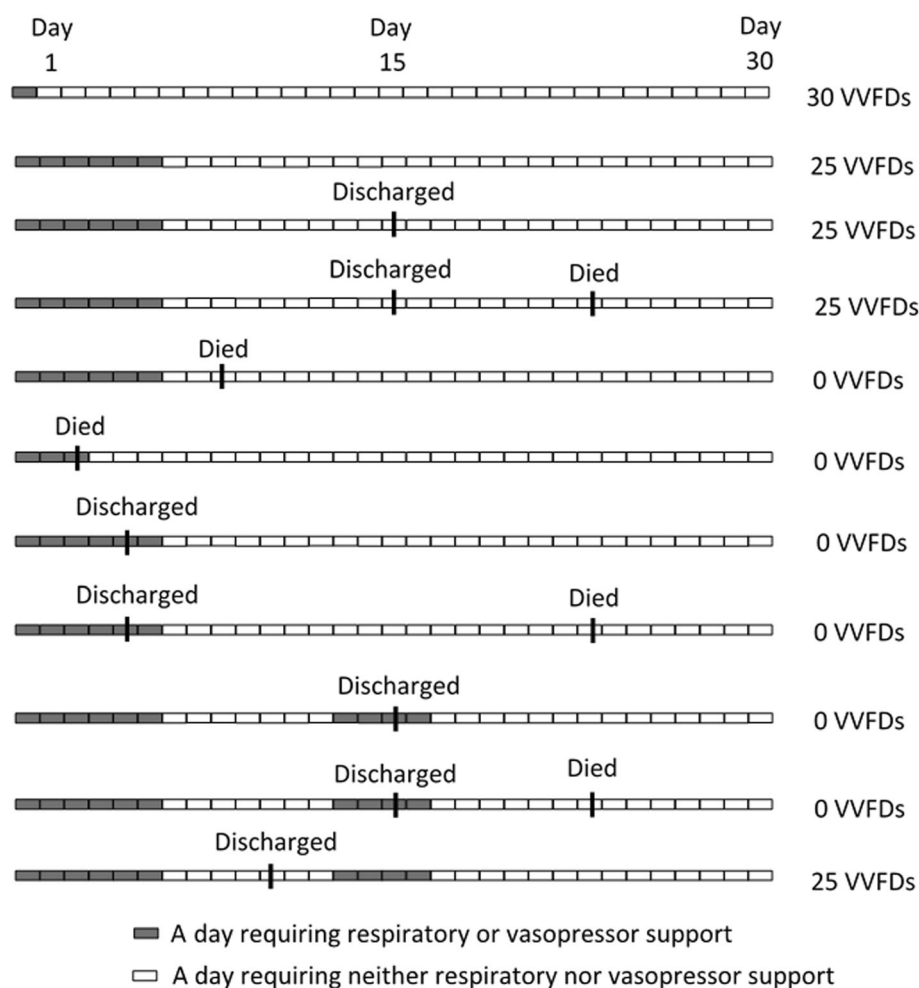 Day Day Day
1 15 30
30 VVFDs
25 VVFDs
Discharged
25 VVFDs
Discharged Died
25 VVFDs
Died
0 VVFDs
Died
0 VVFDs
Discharged
0 VVFDs
Discharged Died
0 VVFDs
Discharged
0 VVFDs
Discharged Died
0 VVFDs
Discharged
25 VVFDs
A day requiring respiratory or vasopressor support
A day requiring neither respiratory nor vasopressor support